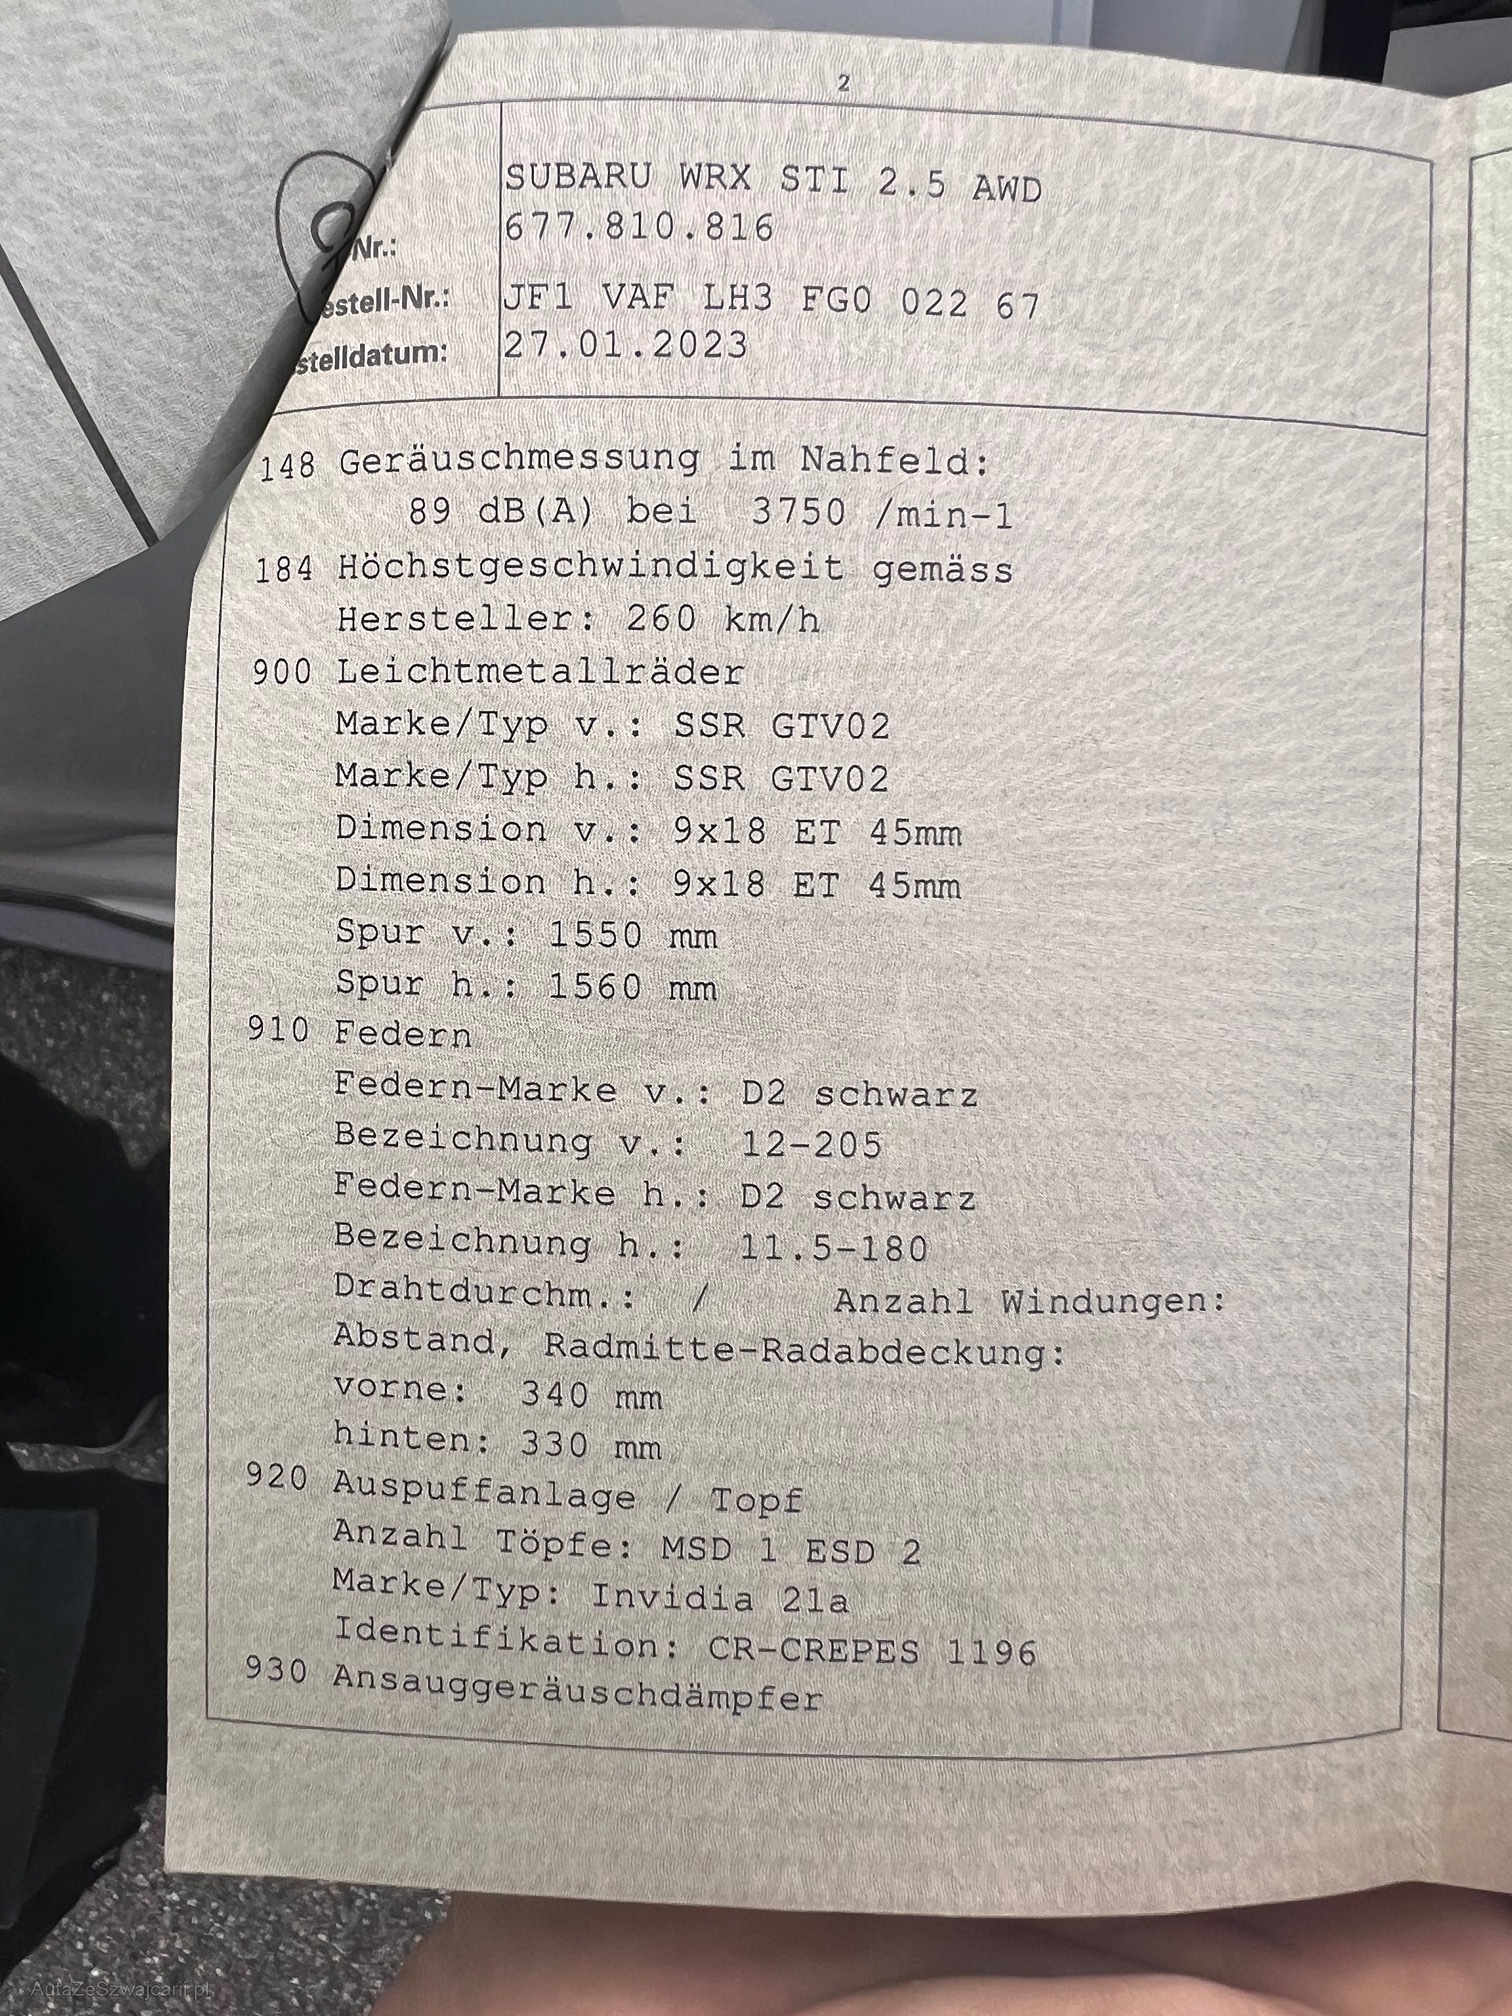 2
SUBARU WRX STI 2.5 AWD
Nr.: 677.810.816
estell-Nr.: JF1 VAF LH3 FG0 022 67
stelldatum: 27.01.2023
148 Geräuschmessung im Nahfeld:
89 dB(A) bei 3750 /min-1
184 Höchstgeschwindigkeit gemäss
Hersteller: 260 km/h
900 Leichtmetallräder
Marke/Typ v.: SSR GTV02
Marke/Typ h.: SSR GTV02
Dimension v.: 9x18 ET 45mm
Dimension h.: 9x18 ET 45mm
Spur v.: 1550 mm
Spur h.: 1560 mm
910 Federn
Federn-Marke v.: D2 schwarz
Bezeichnung v.: 12-205
Federn-Marke h.: D2 schwarz
Bezeichnung h.: 11.5-180
Drahtdurchm.: / Anzahl Windungen:
Abstand, Radmitte-Radabdeckung:
vorne: 340 mm
hinten: 330 mm
920 Auspuffanlage / Topf
Anzahl Töpfe: MSD 1 ESD 2
Marke/Typ: Invidia 21a
Identifikation: CR-CREPES 1196
930 Ansauggeräuschdämpfer
AutaZeSzwajcarii.pl